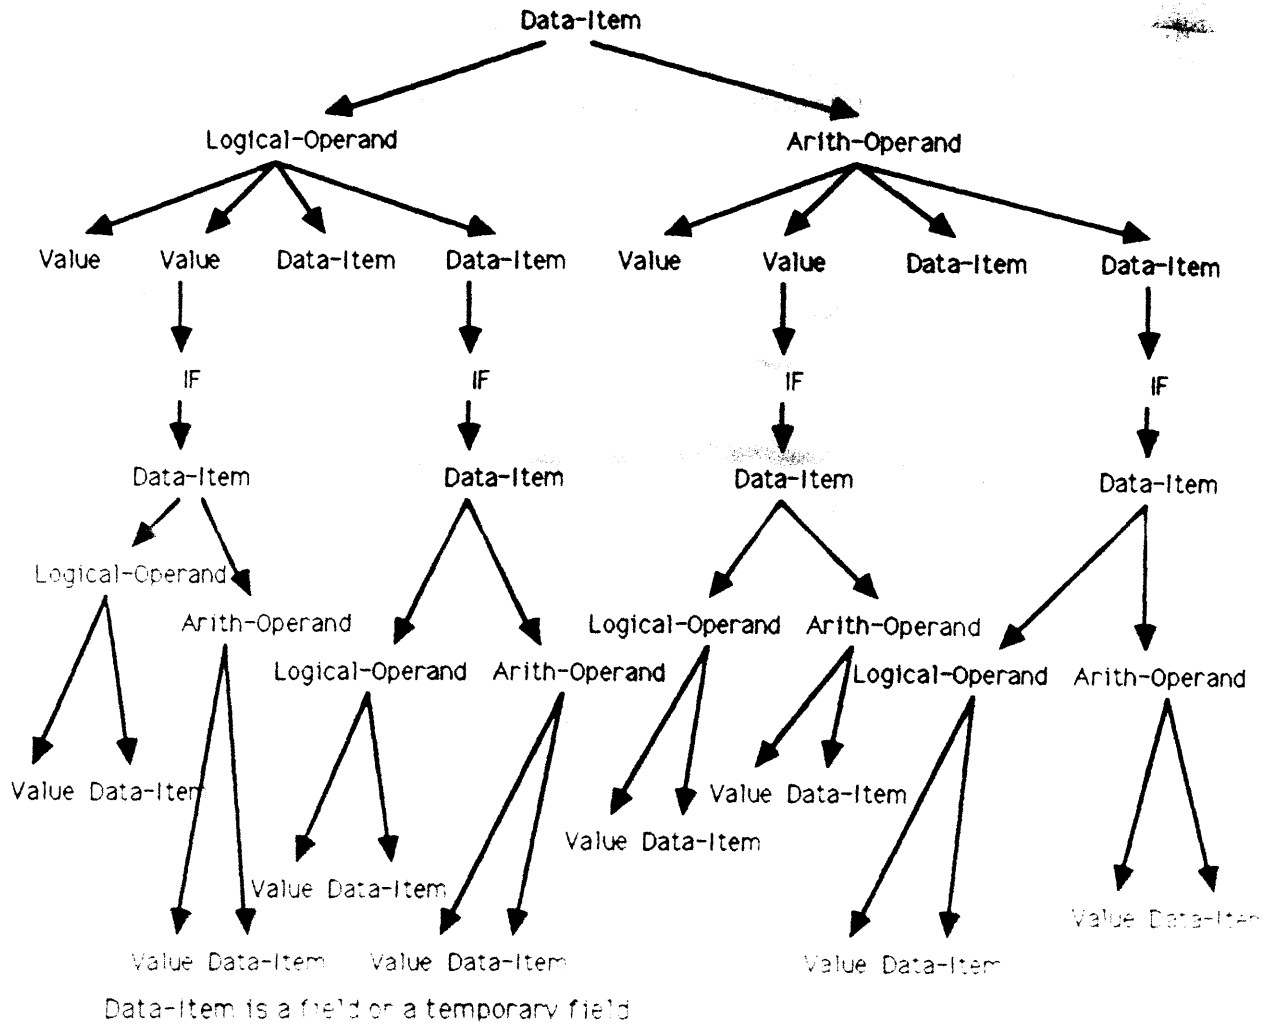 Data-Item
Logical-Operand Arith-Operand
Value Value Data-Item Data-Item Value Value Data-Item Data-Item
IF IF IF IF
Data-Item Data-Item Data-Item Data-Item
Logical-Operand
Arith-Operand Logical-Operand Arith-Operand
Logical-Operand Arith-Operand Logical-Operand Arith-Operand
Value Data-Item Value Data-Item
Value Data-Item
Value Data-Item
Value Data-Item
Value Data-Item Value Data-Item Value Data-Item
Data-Item is a field or a temporary field